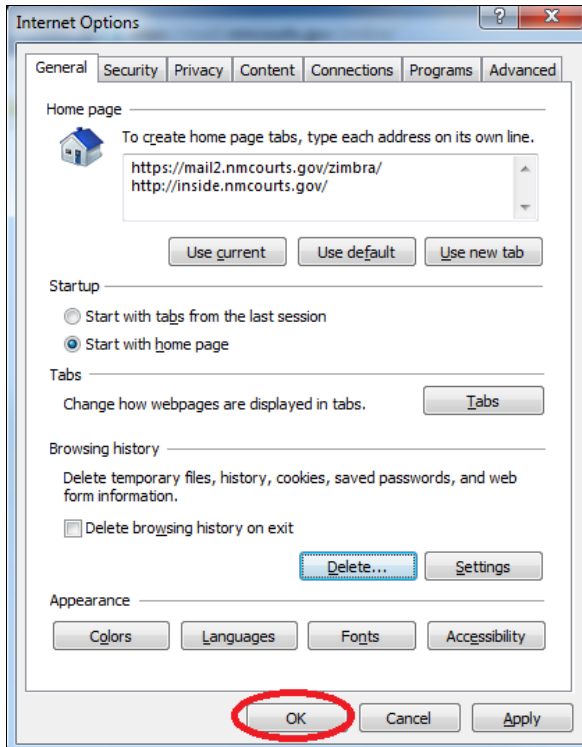 Internet Options
General Security Privacy Content Connections Programs Advanced
Home page
To create home page tabs, type each address on its own line.
https://mail2.nmcourts.gov/zimbra/
http://inside.nmcourts.gov/
Use current Use default Use new tab
Startup
Start with tabs from the last session
Start with home page
Tabs
Change how webpages are displayed in tabs. Tabs
Browsing history
Delete temporary files, history, cookies, saved passwords, and web
form information.
Delete browsing history on exit
Delete... Settings
Appearance
Colors Languages Fonts Accessibility
OK Cancel Apply